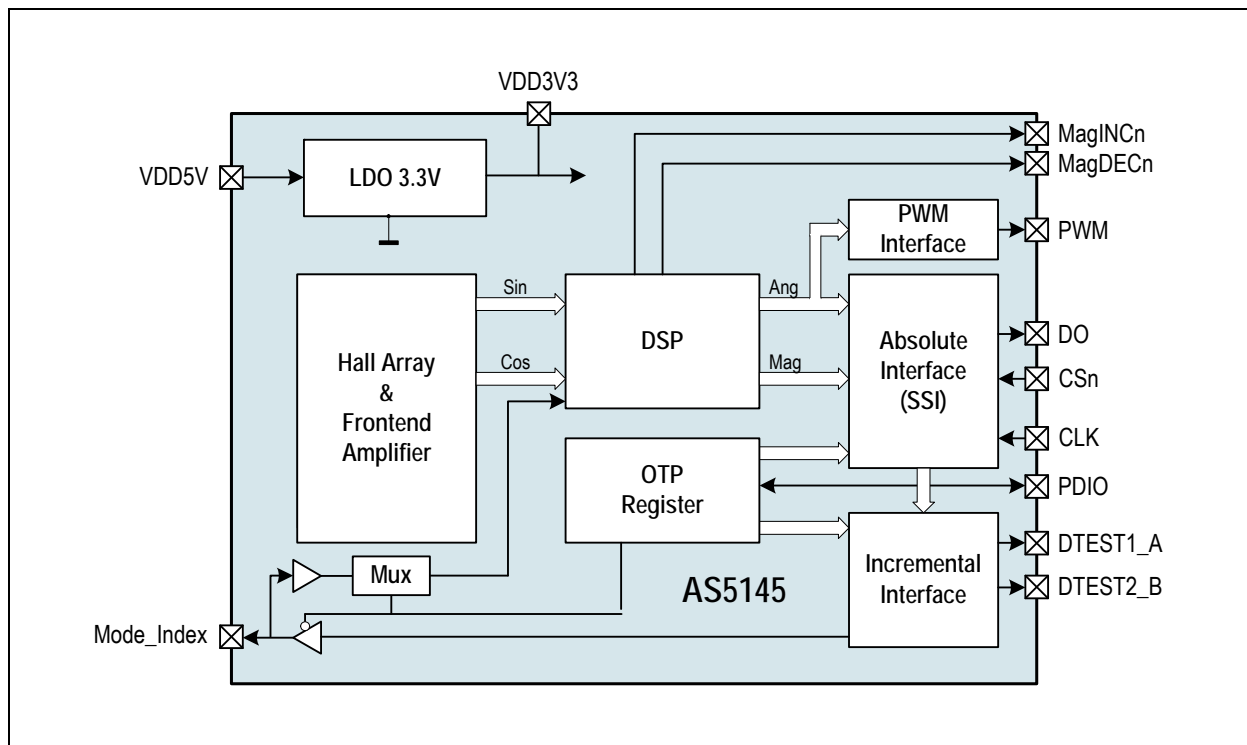 VDD3V3
MagINCn
VDD5V
LDO 3.3V
MagDECn
PWM
Interface
PWM
Sin
Ang
Hall Array
&
Frontend
Amplifier
DSP
Absolute
Interface
(SSI)
DO
Cos
Mag
CSn
CLK
OTP
Register
PDIO
DTEST1_A
Mux
AS5145
Incremental
Interface
DTEST2_B
Mode_Index